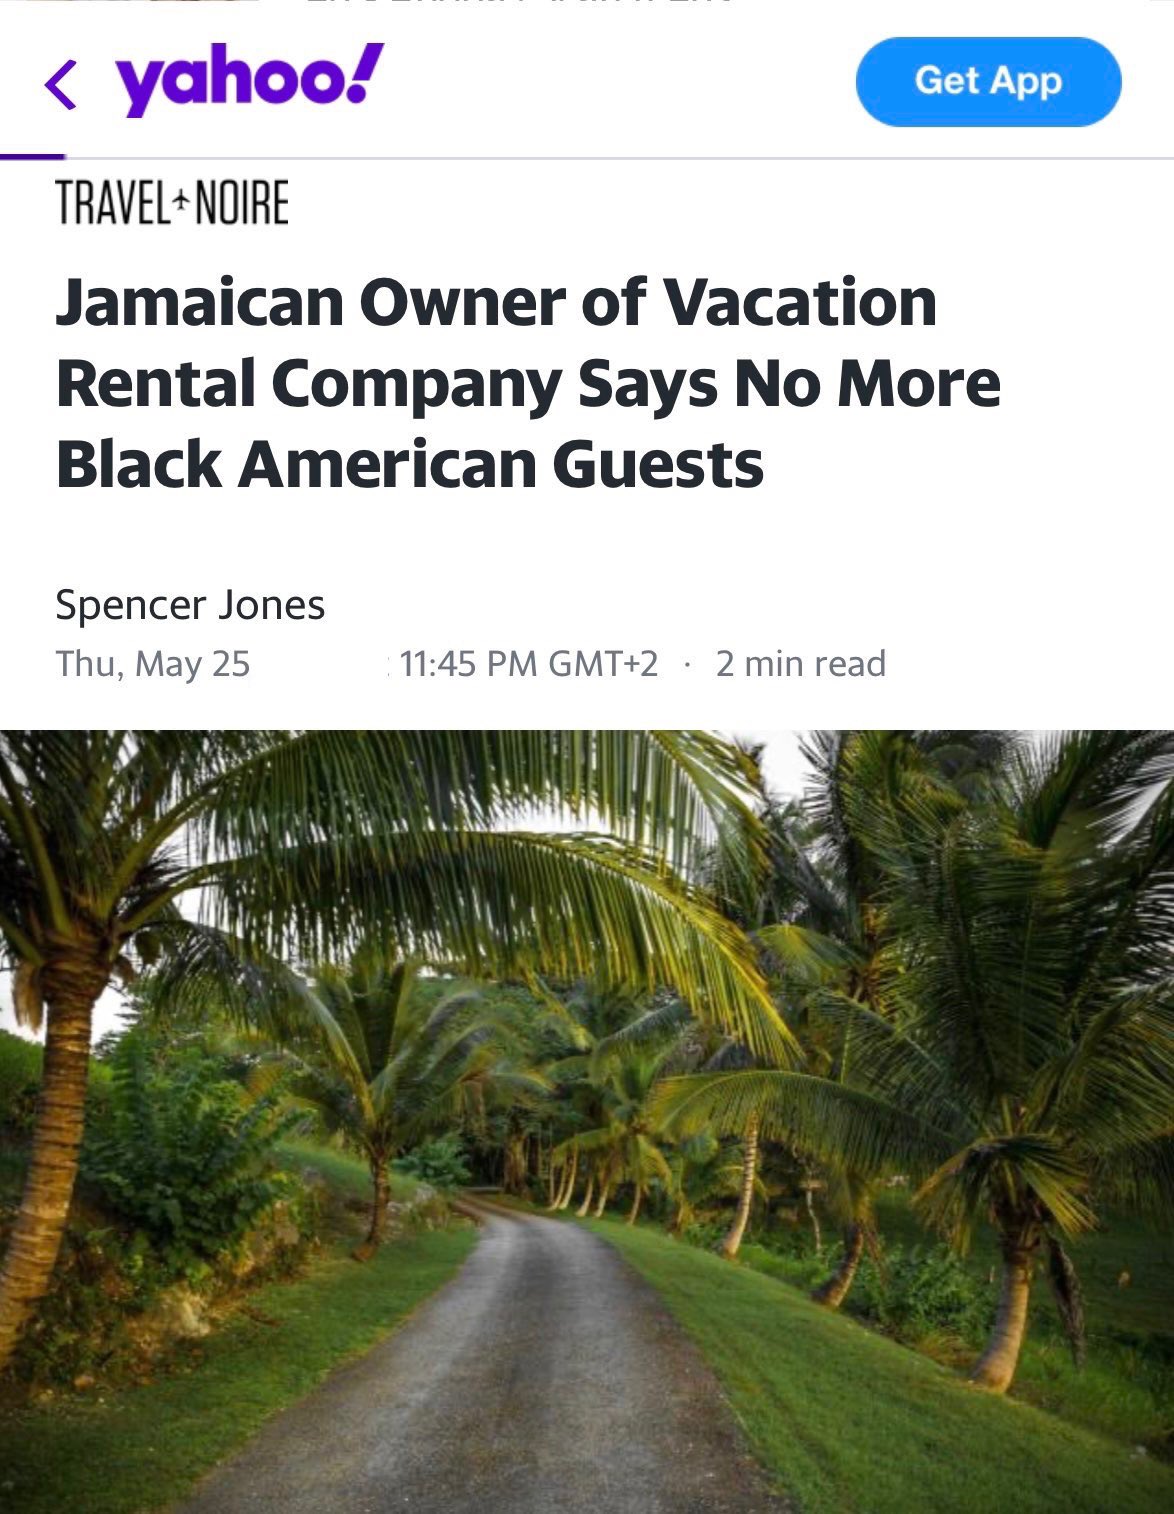 yahoo!
Get App
TRAVEL NOIRE
Jamaican Owner of Vacation
Rental Company Says No More
Black American Guests
Spencer Jones
Thu, May 25 11:45 PM GMT+2 · 2 min read